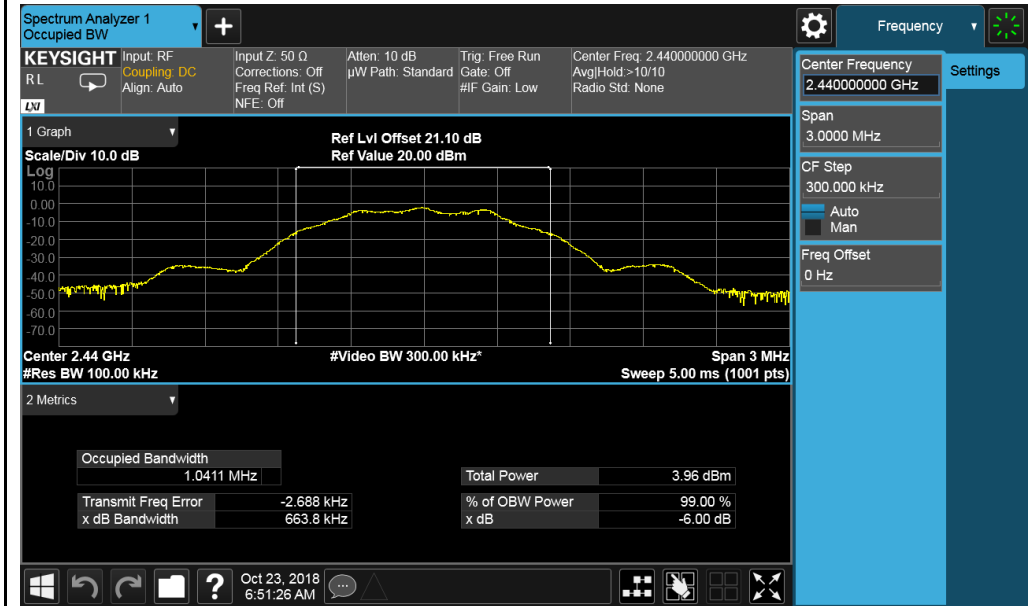 Spectrum Analyzer 1
Occupied BW
+
Frequency
KEYSIGHT
R L
LXI
Input: RF
Coupling: DC
Align: Auto
Input Z: 50 Ω
Corrections: Off
Freq Ref: Int (S)
NFE: Off
Atten: 10 dB
µW Path: Standard
Trig: Free Run
Gate: Off
#IF Gain: Low
Center Freq: 2.440000000 GHz
Avg|Hold:>10/10
Radio Std: None
Center Frequency
2.440000000 GHz
Settings
Span
3.0000 MHz
CF Step
300.000 kHz
Auto
Man
Freq Offset
0 Hz
1 Graph
Scale/Div 10.0 dB
Ref Lvl Offset 21.10 dB
Ref Value 20.00 dBm
Log
10.0
0.00
-10.0
-20.0
-30.0
-40.0
-50.0
-60.0
-70.0
Center 2.44 GHz
#Video BW 300.00 kHz*
Span 3 MHz
#Res BW 100.00 kHz
Sweep 5.00 ms (1001 pts)
2 Metrics
Occupied Bandwidth
1.0411 MHz
Total Power 3.96 dBm
Transmit Freq Error -2.688 kHz
% of OBW Power 99.00 %
x dB Bandwidth 663.8 kHz
x dB -6.00 dB
?
Oct 23, 2018
6:51:26 AM